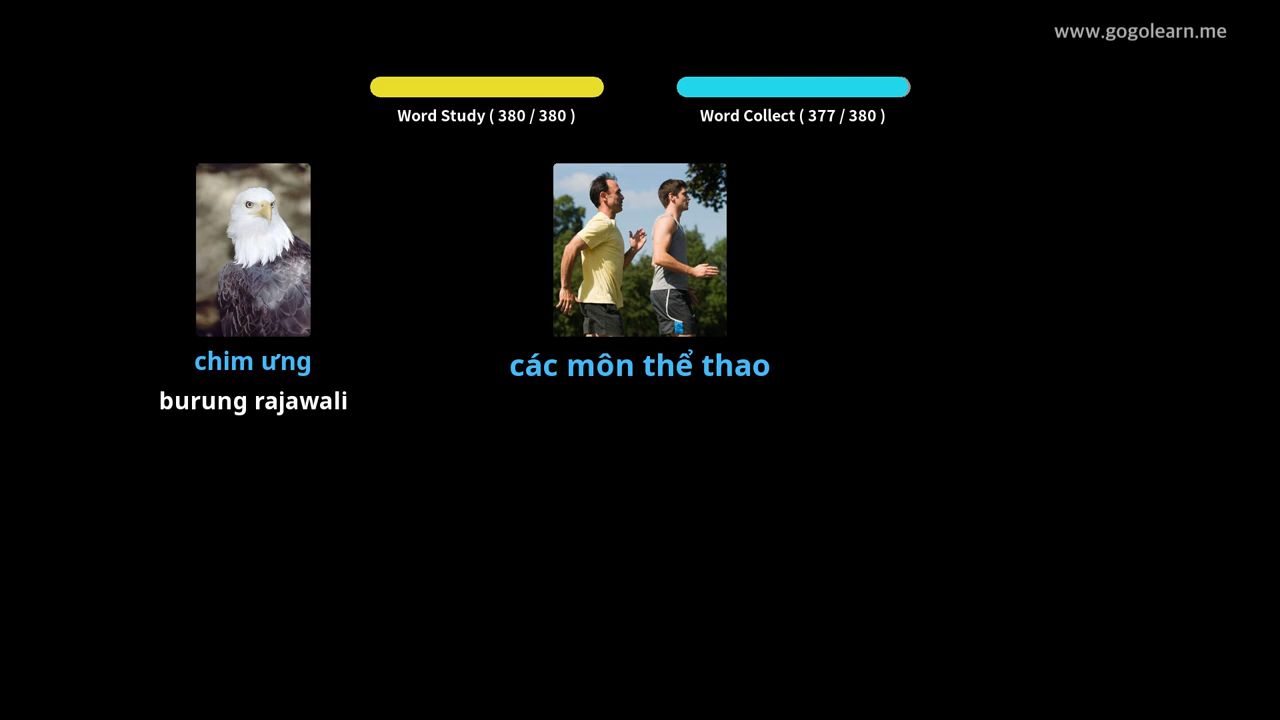 www.gogolearn.me
Word Study ( 380 / 380 )
Word Collect ( 377 / 380 )
chim ưng
burung rajawali
các môn thể thao